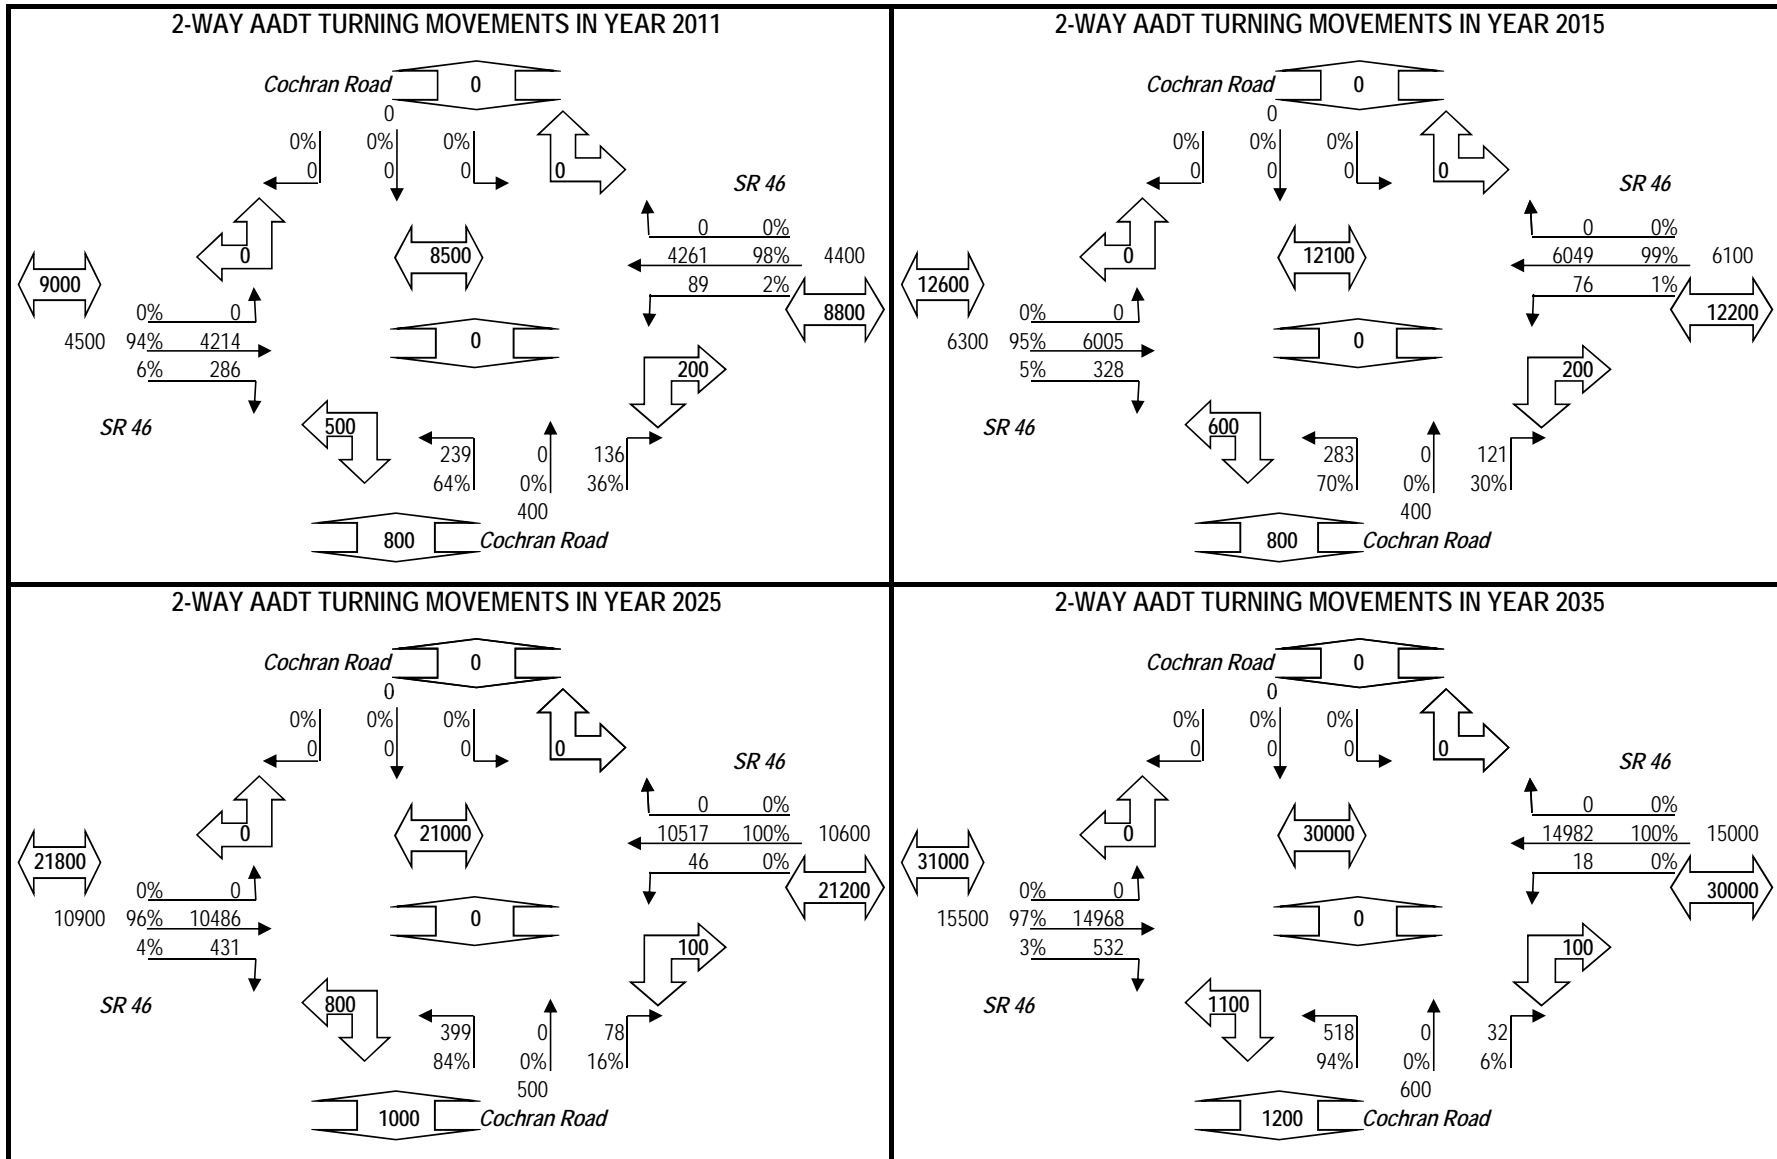 2-WAY AADT TURNING MOVEMENTS IN YEAR 2011
Cochran Road 0
0
0% 0% 0%
0 0 0 0
SR 46
0 0%
0 8500 4261 98% 4400
9000 89 2%
0% 0 8800
4500 94% 4214 0
6% 286 200
SR 46 500
239 0 136
64% 0% 36%
400
800 Cochran Road
2-WAY AADT TURNING MOVEMENTS IN YEAR 2015
Cochran Road 0
0
0% 0% 0%
0 0 0 0
SR 46
0 0%
0 12100 6049 99% 6100
12600 76 1%
0% 0 12200
6300 95% 6005 0
5% 328 200
SR 46 600
283 0 121
70% 0% 30%
400
800 Cochran Road
2-WAY AADT TURNING MOVEMENTS IN YEAR 2025
Cochran Road 0
0
0% 0% 0%
0 0 0 0
SR 46
0 0%
0 21000 10517 100% 10600
21800 46 0%
0% 0 21200
10900 96% 10486 0
4% 431 100
SR 46 800
399 0 78
84% 0% 16%
500
1000 Cochran Road
2-WAY AADT TURNING MOVEMENTS IN YEAR 2035
Cochran Road 0
0
0% 0% 0%
0 0 0 0
SR 46
0 0%
0 30000 14982 100% 15000
31000 18 0%
0% 0 30000
15500 97% 14968 0
3% 532 100
SR 46 1100
518 0 32
94% 0% 6%
600
1200 Cochran Road